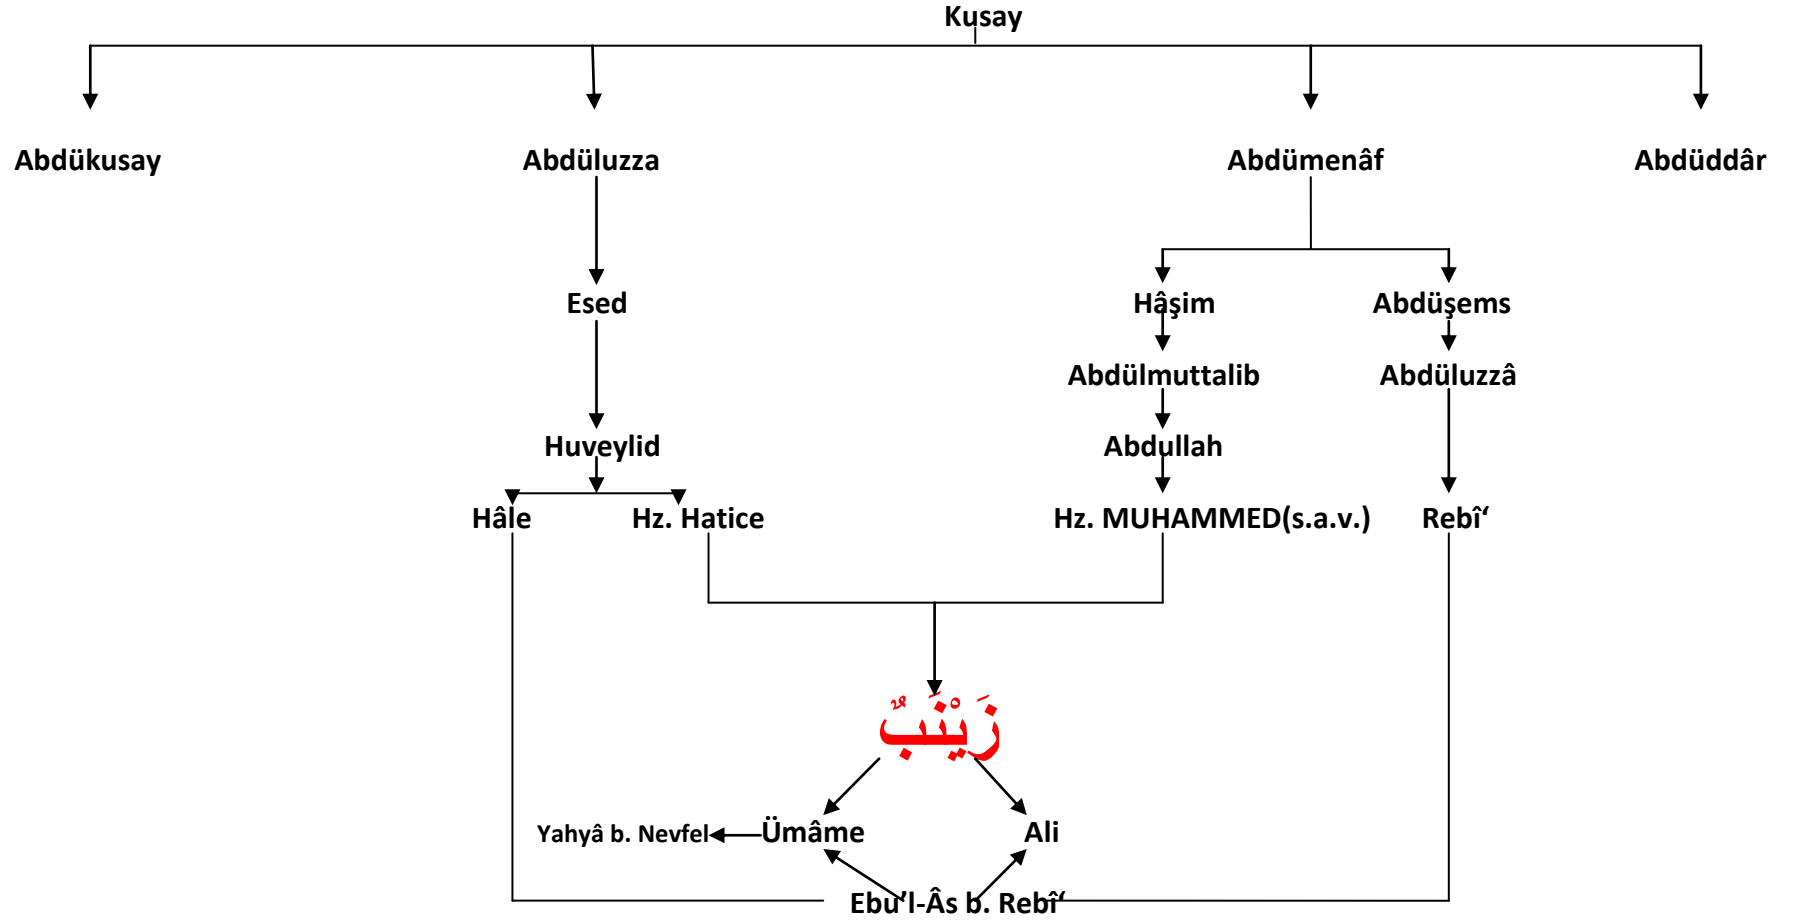 Kusay
Abdükusay Abdüluzza Abdümenâf Abdüddâr
Esed Hâşim Abdüşems
Abdülmuttalib Abdüluzzâ
Huveylid Abdullah
Hâle Hz. Hatice Hz. MUHAMMED(s.a.v.) Rebî‘
زَيْنَبٌ
Yahyâ b. Nevfel Ümâme Ali
Ebu’l-Âs b. Rebî‘